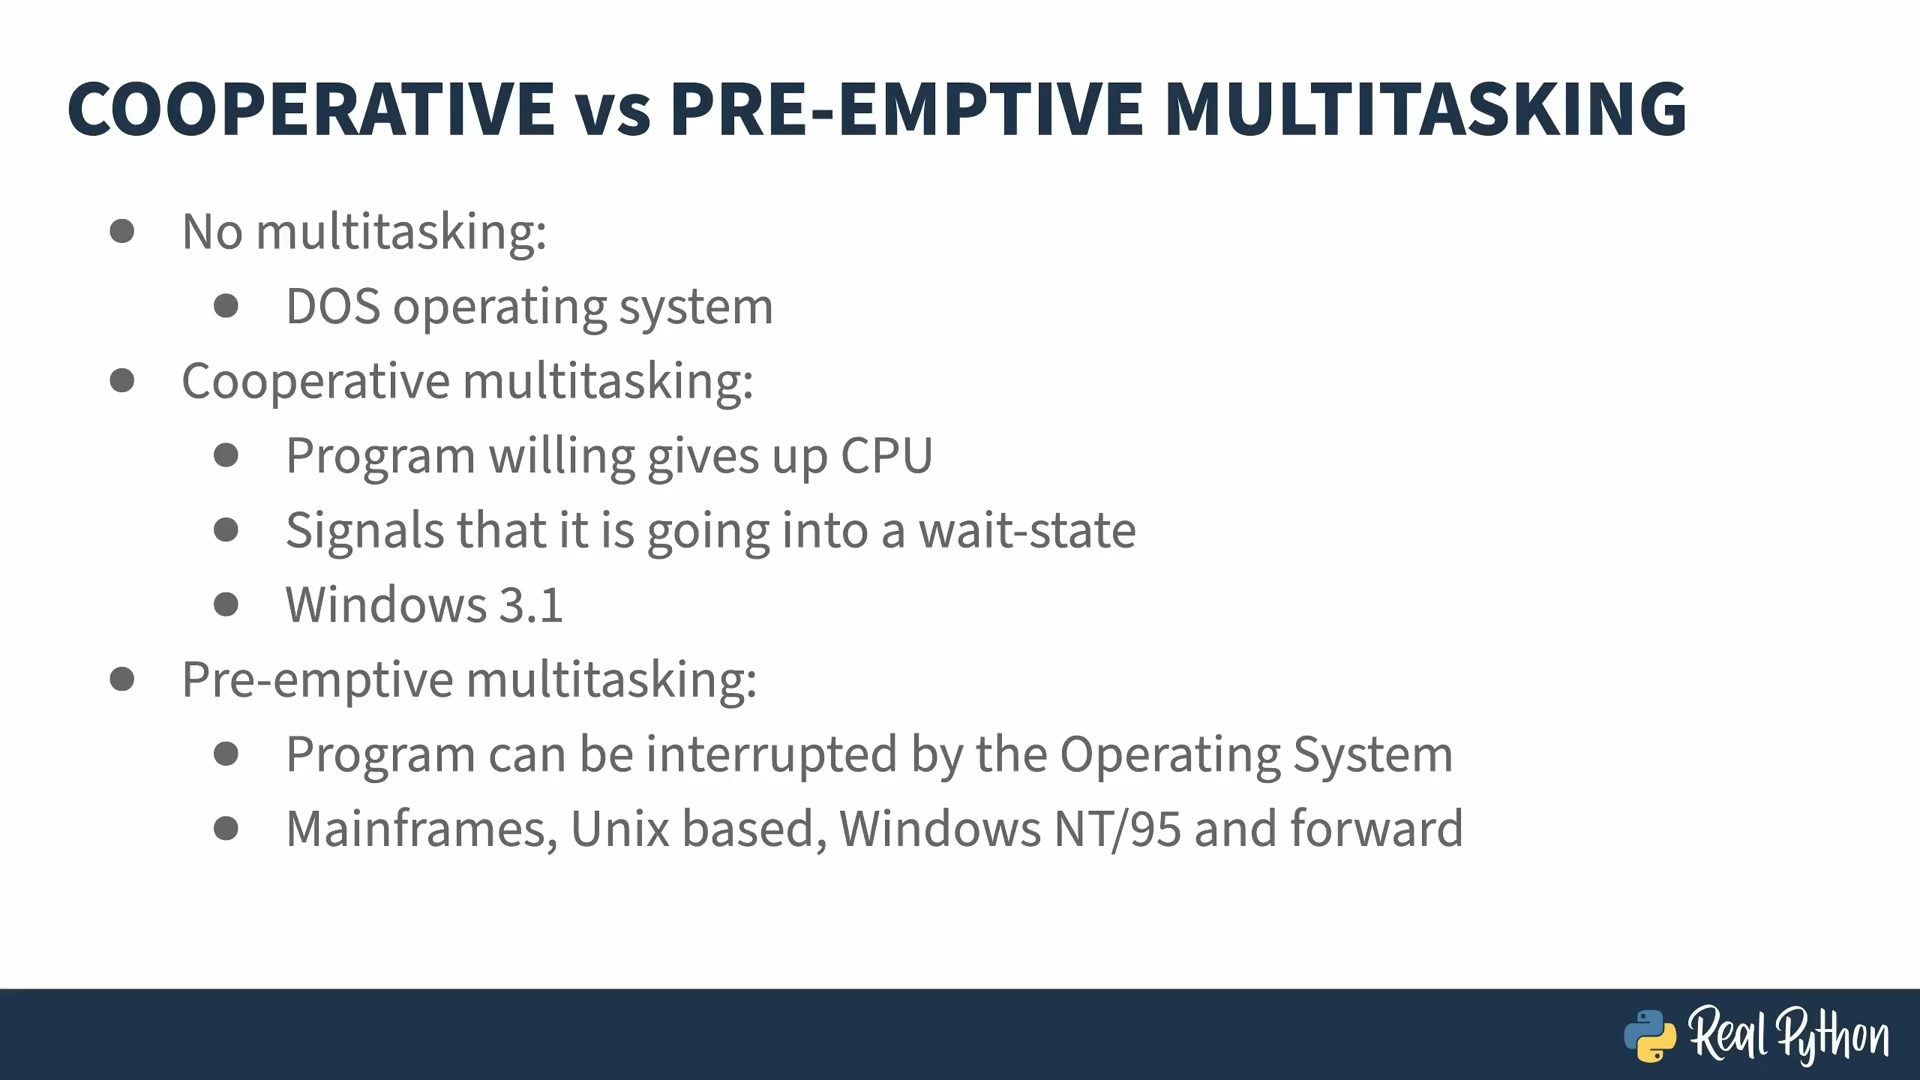 COOPERATIVE vs PRE-EMPTIVE MULTITASKING
● No multitasking:
● DOS operating system
● Cooperative multitasking:
● Program willing gives up CPU
● Signals that it is going into a wait-state
● Windows 3.1
● Pre-emptive multitasking:
● Program can be interrupted by the Operating System
● Mainframes, Unix based, Windows NT/95 and forward
Real Python